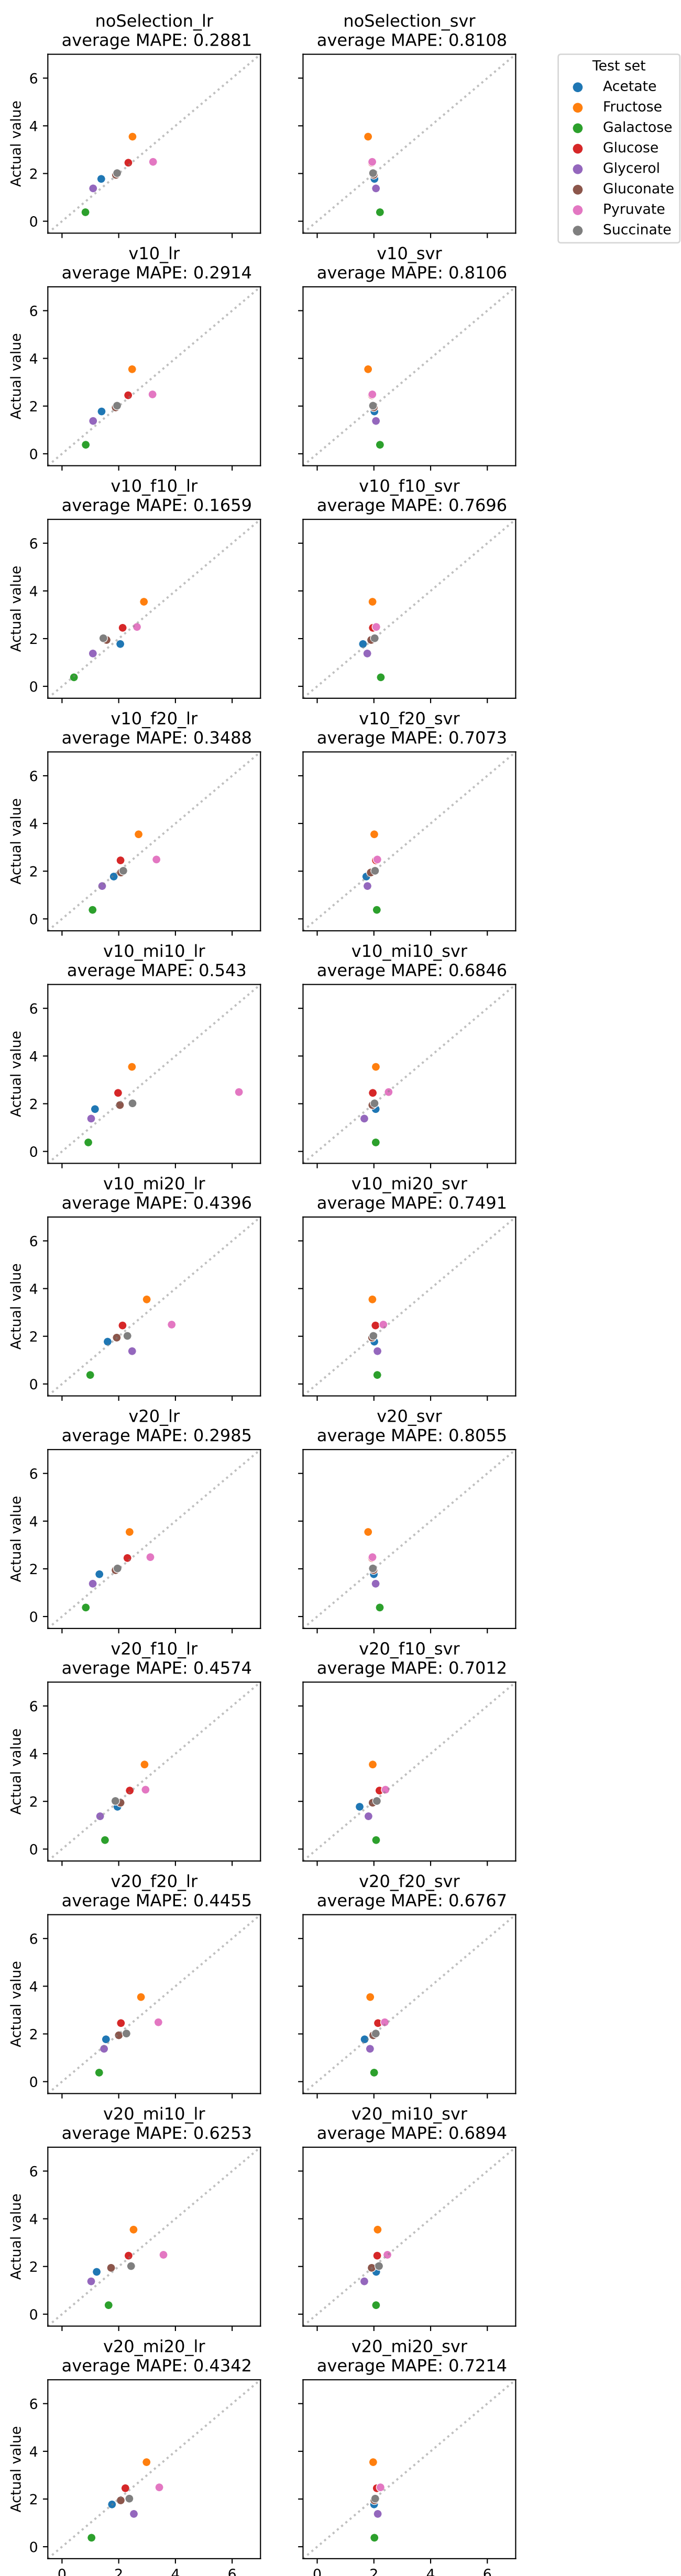 noSelection_lr
average MAPE: 0.2881
noSelection_svr
average MAPE: 0.8108
Test set
Acetate
Fructose
Galactose
Glucose
Glycerol
Gluconate
Pyruvate
Succinate
6
4
2
0
Actual value
v10_lr
average MAPE: 0.2914
v10_svr
average MAPE: 0.8106
6
4
2
0
Actual value
v10_f10_lr
average MAPE: 0.1659
v10_f10_svr
average MAPE: 0.7696
6
4
2
0
Actual value
v10_f20_lr
average MAPE: 0.3488
v10_f20_svr
average MAPE: 0.7073
6
4
2
0
Actual value
v10_mi10_lr
average MAPE: 0.543
v10_mi10_svr
average MAPE: 0.6846
6
4
2
0
Actual value
v10_mi20_lr
average MAPE: 0.4396
v10_mi20_svr
average MAPE: 0.7491
6
4
2
0
Actual value
v20_lr
average MAPE: 0.2985
v20_svr
average MAPE: 0.8055
6
4
2
0
Actual value
v20_f10_lr
average MAPE: 0.4574
v20_f10_svr
average MAPE: 0.7012
6
4
2
0
Actual value
v20_f20_lr
average MAPE: 0.4455
v20_f20_svr
average MAPE: 0.6767
6
4
2
0
Actual value
v20_mi10_lr
average MAPE: 0.6253
v20_mi10_svr
average MAPE: 0.6894
6
4
2
0
Actual value
v20_mi20_lr
average MAPE: 0.4342
v20_mi20_svr
average MAPE: 0.7214
6
4
2
0
Actual value
0 2 4 6
0 2 4 6